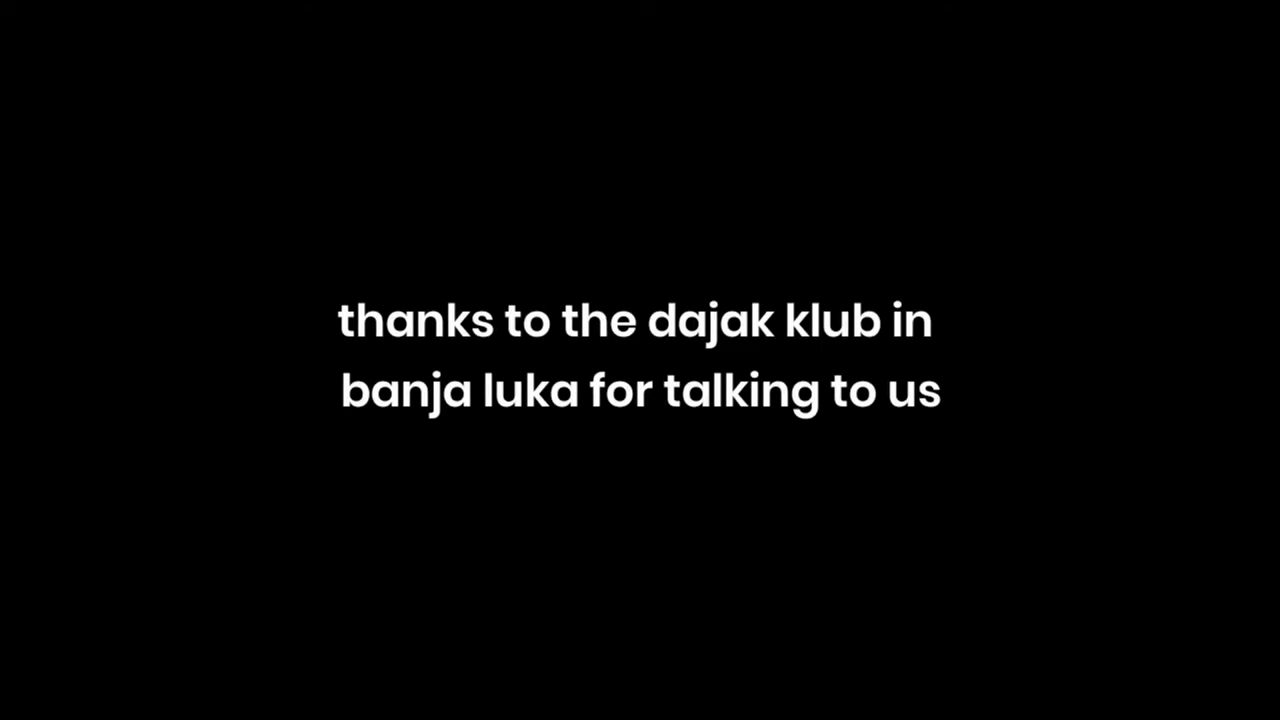 thanks to the dajak klub in
banja luka for talking to us